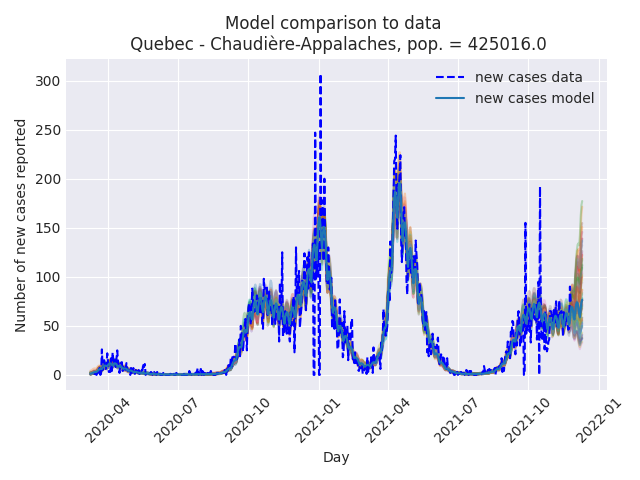 Model comparison to data
Quebec - Chaudière-Appalaches, pop. = 425016.0
new cases data
new cases model
Number of new cases reported
300
250
200
150
100
50
0
2020-04
2020-07
2020-10
2021-01
2021-04
2021-07
2021-10
2022-01
Day